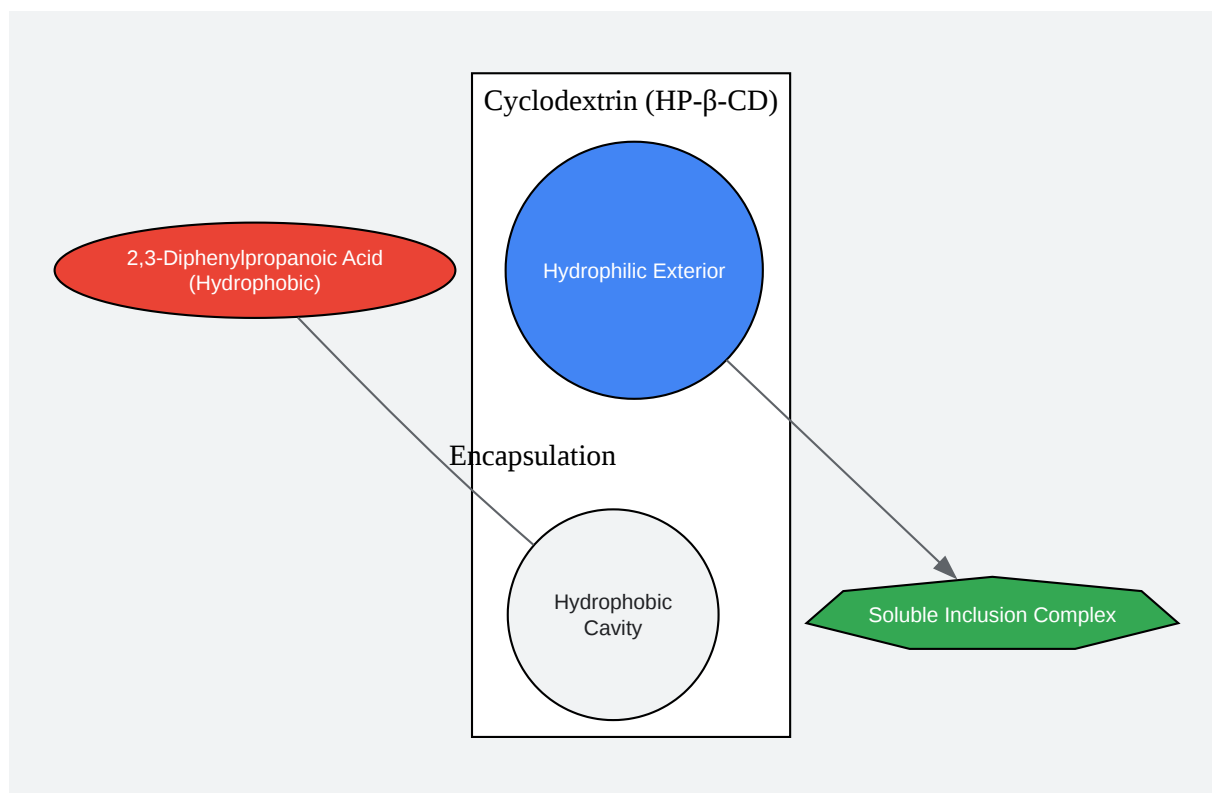 Cyclodextrin (HP-β-CD)
2,3-Diphenylpropanoic Acid
(Hydrophobic)
Hydrophilic Exterior
Encapsulation
Hydrophobic
Cavity
Soluble Inclusion Complex